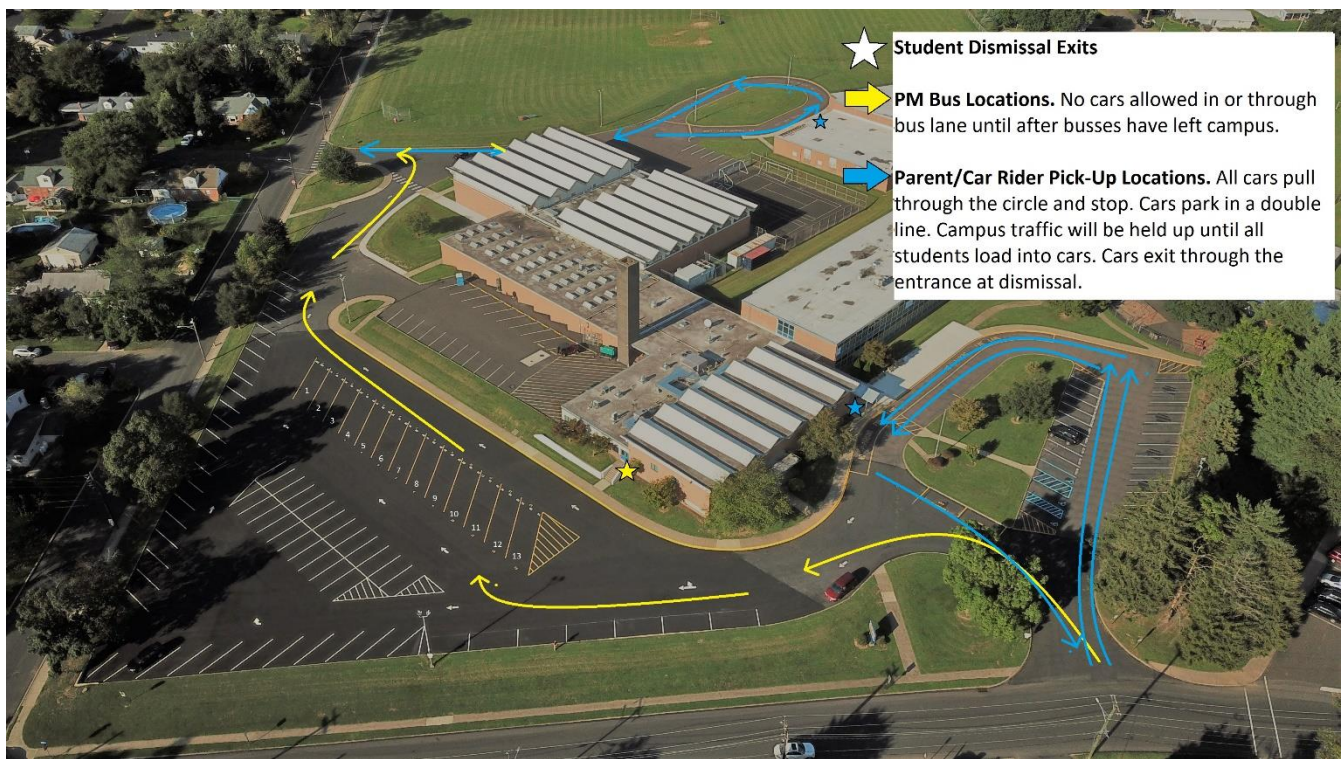 Student Dismissal Exits
PM Bus Locations. No cars allowed in or through
bus lane until after busses have left campus.
Parent/Car Rider Pick-Up Locations. All cars pull
through the circle and stop. Cars park in a double
line. Campus traffic will be held up until all
students load into cars. Cars exit through the
entrance at dismissal.
1
2
3
4
5
6
7
8
9
10
11
12
13